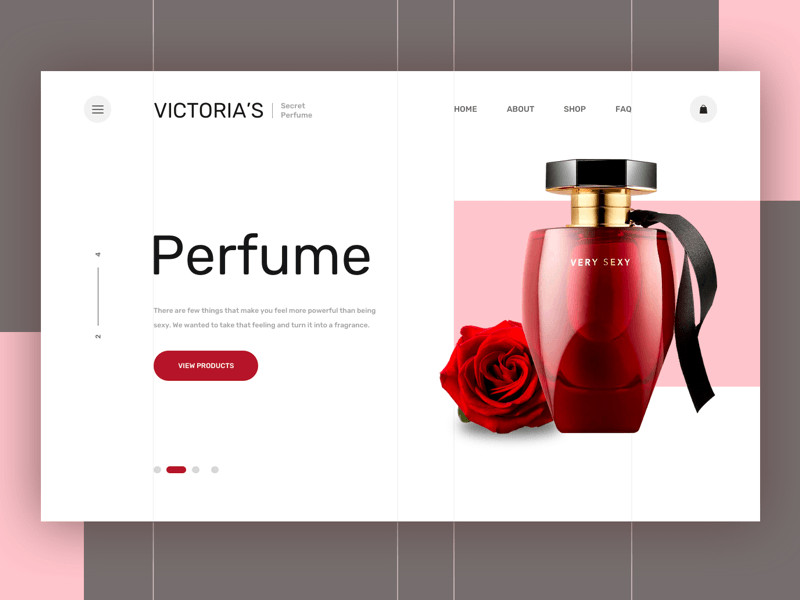 VICTORIA'S
Secret
Perfume
HOME
ABOUT
SHOP
FAQ
4
2
Perfume
There are few things that make you feel more powerful than being
sexy. We wanted to take that feeling and turn it into a fragrance.
VIEW PRODUCTS
VERY SEXY